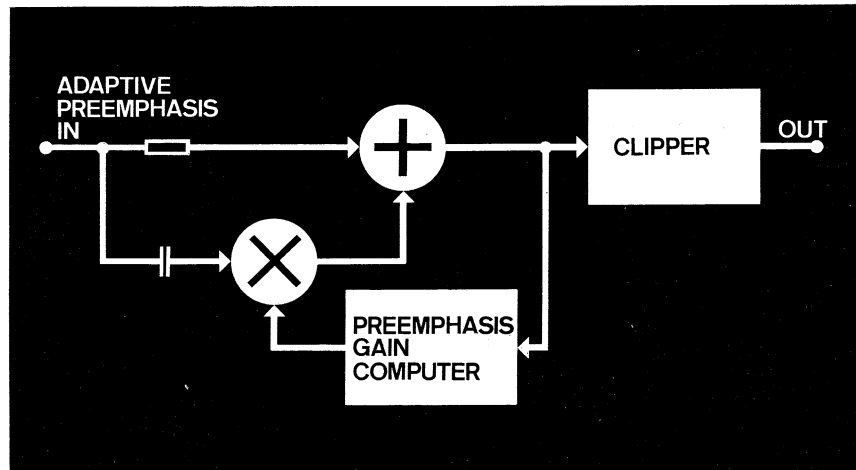 ADAPTIVE
PREEMPHASIS
IN
CLIPPER
OUT
PREEMPHASIS
GAIN
COMPUTER